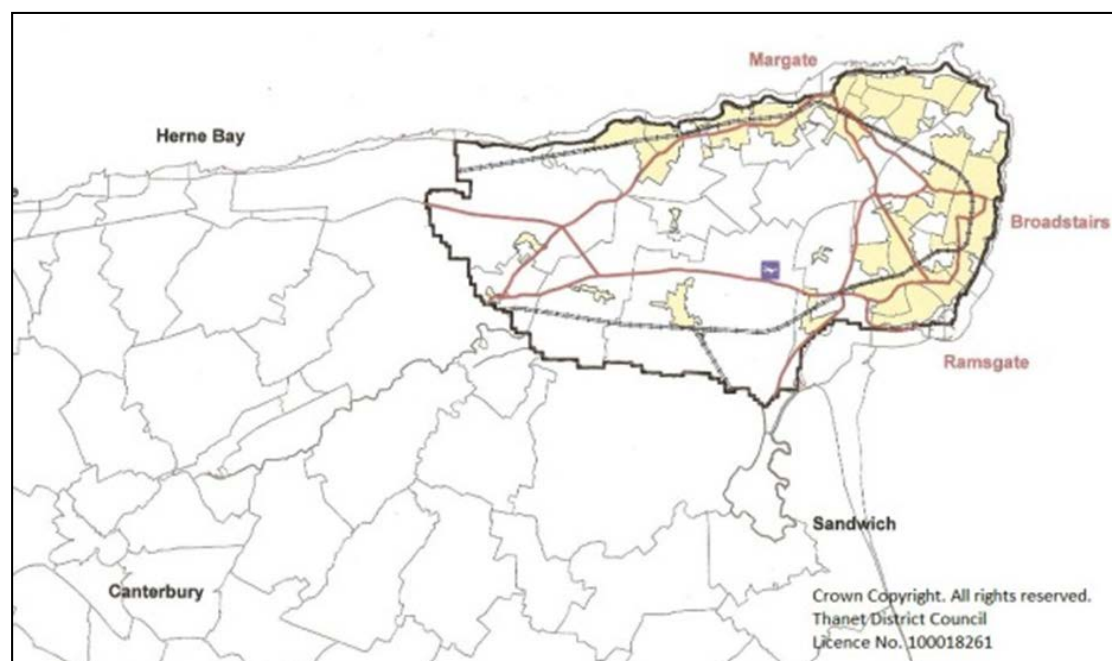 Margate
Herne Bay
Broadstairs
Ramsgate
Sandwich
Canterbury
Crown Copyright. All rights reserved.
Thanet District Council
Licence No. 100018261